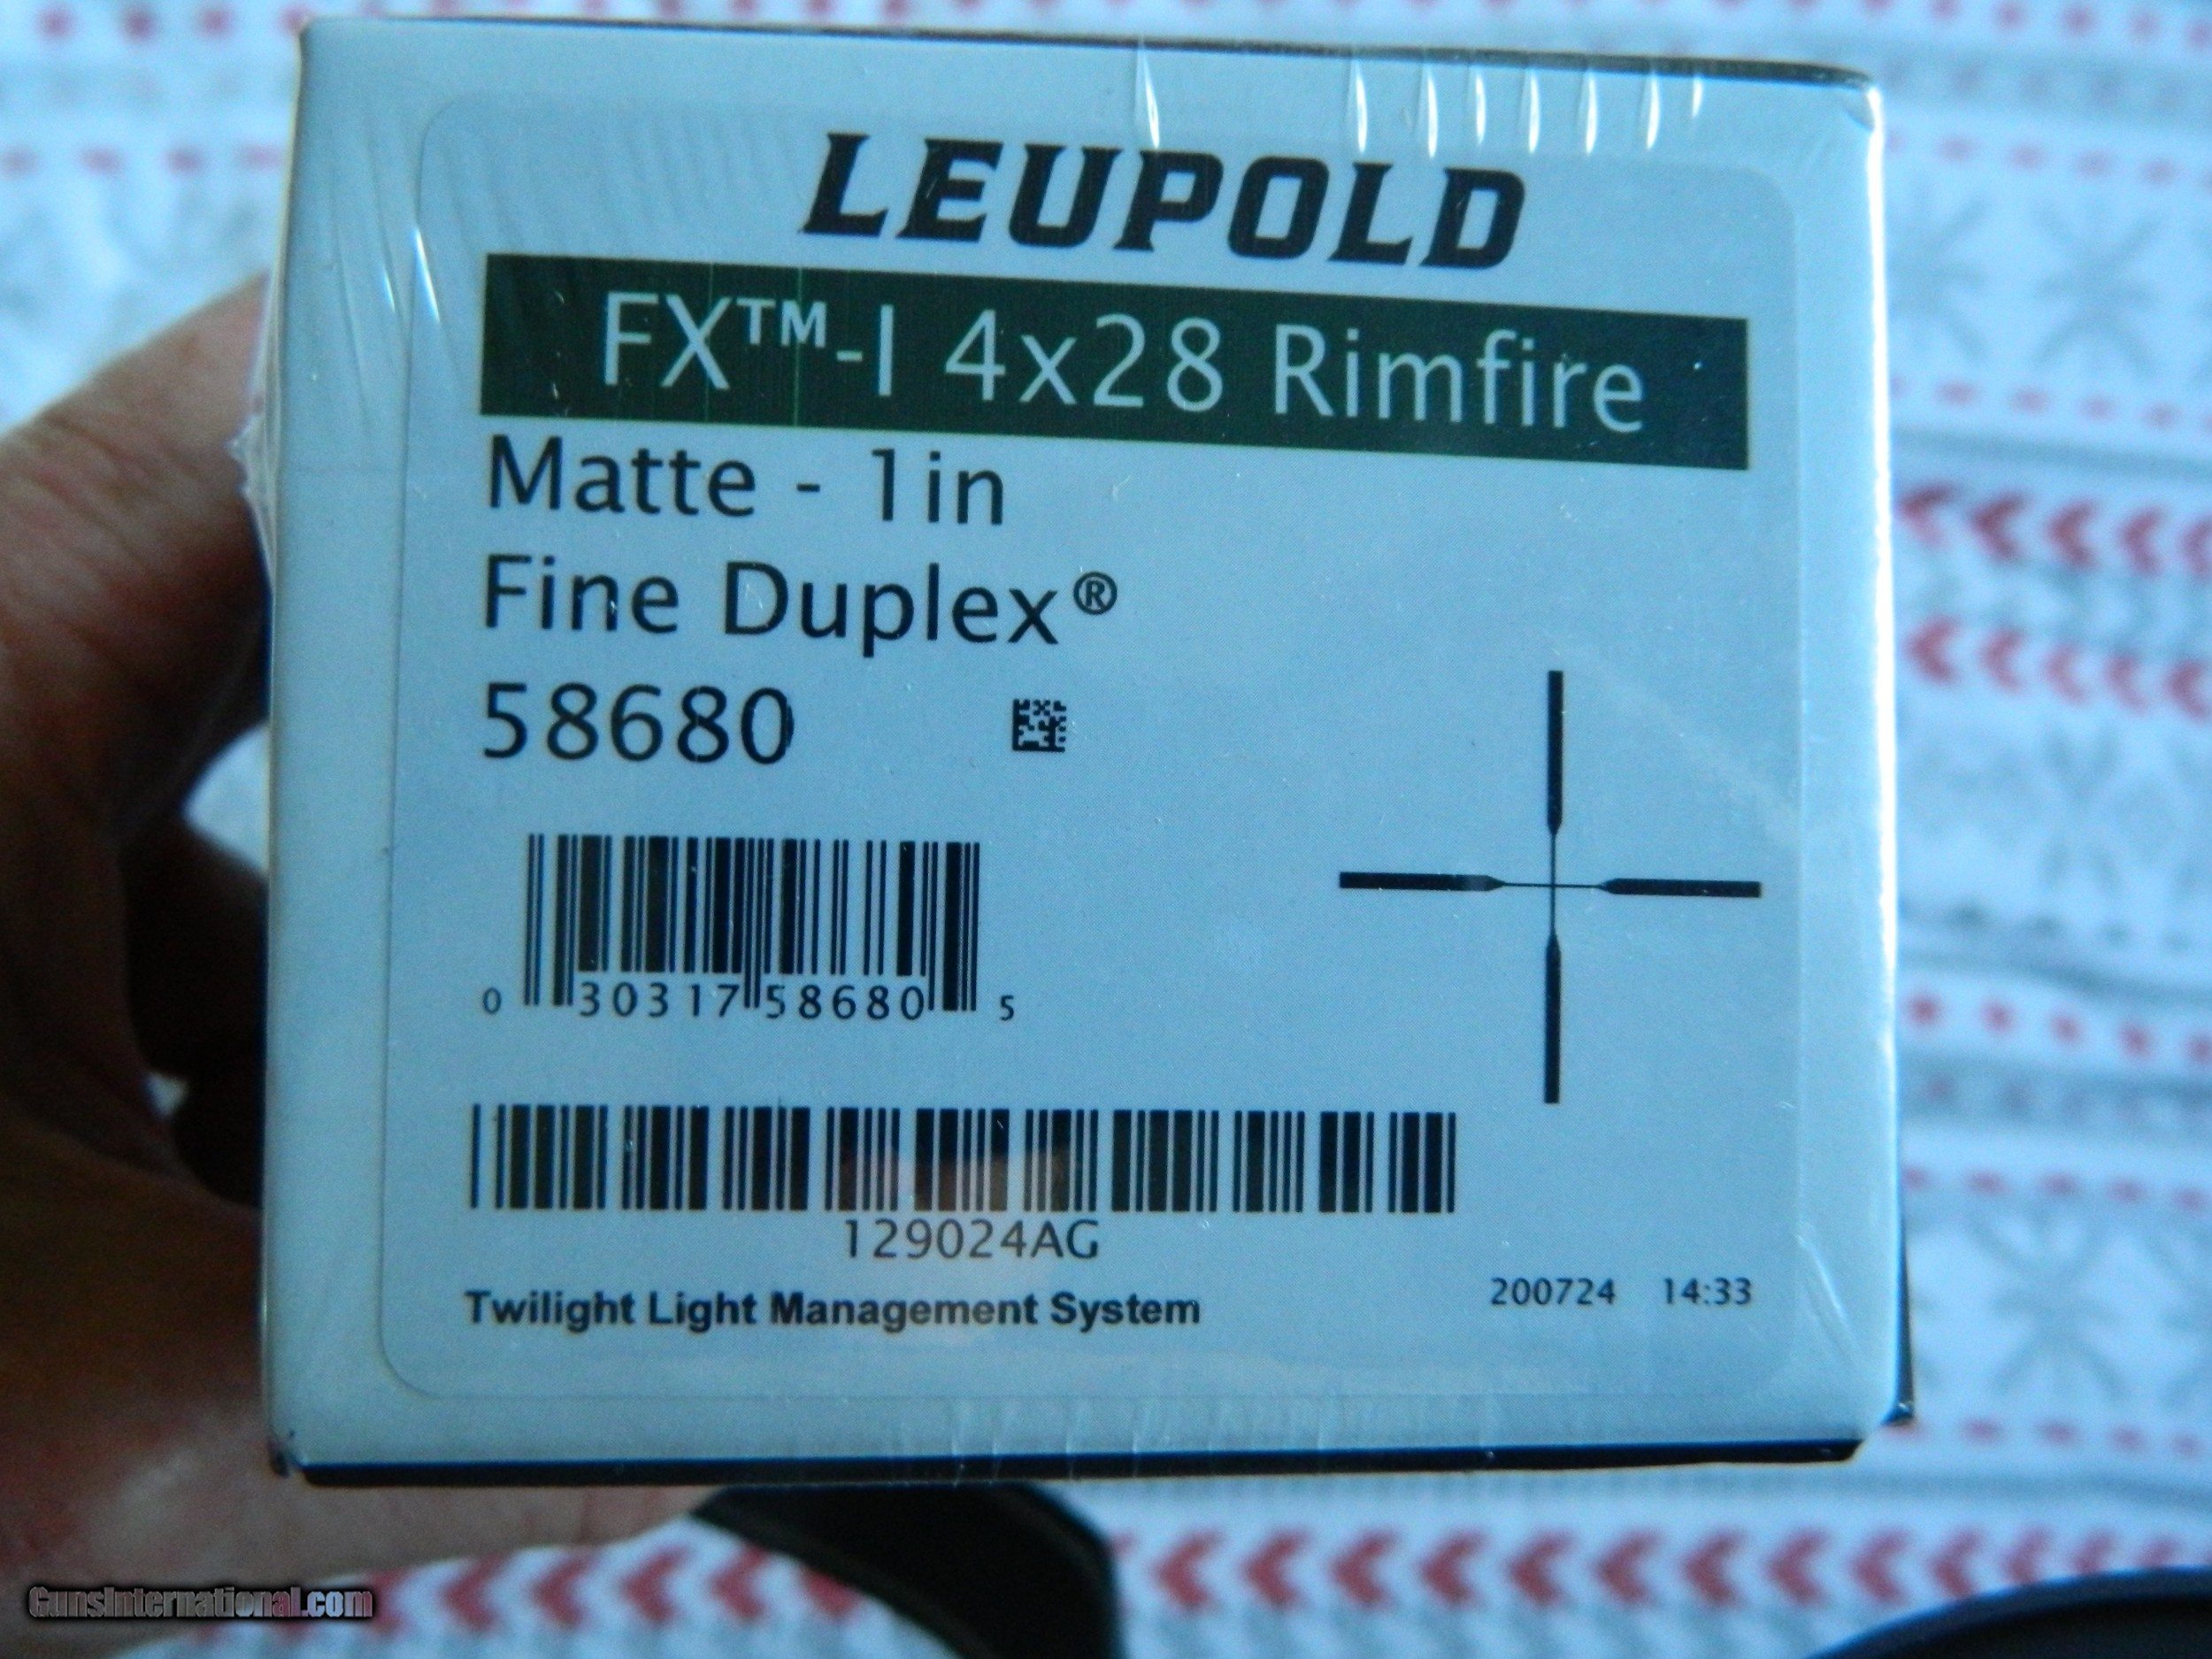 LEUPOLD
FX™-I 4x28 Rimfire
Matte - 1in
Fine Duplex®
58680
0 30317 58680 5
129024AG
Twilight Light Management System 200724 14:33
GunsInternational.com